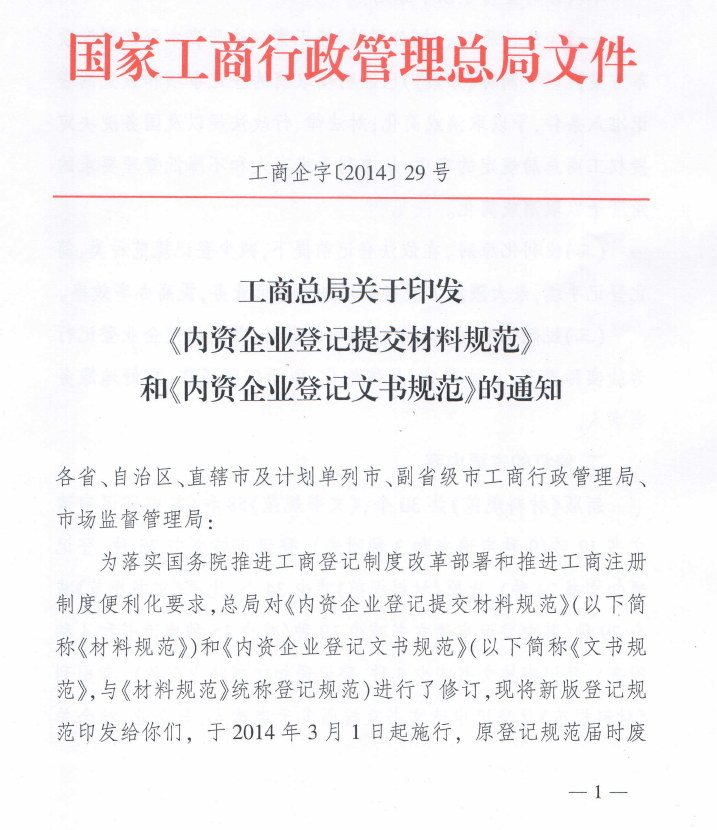 国家工商行政管理总局文件
工商企字〔2014〕29号
工商总局关于印发
《内资企业登记提交材料规范》
和《内资企业登记文书规范》的通知
各省、自治区、直辖市及计划单列市、副省级市工商行政管理局、
市场监督管理局：
为落实国务院推进工商登记制度改革部署和推进工商注册
制度便利化要求，总局对《内资企业登记提交材料规范》（以下简
称《材料规范》）和《内资企业登记文书规范》（以下简称《文书规
范》，与《材料规范》统称登记规范）进行了修订，现将新版登记规
范印发给你们，于2014年3月1日起施行，原登记规范届时废
— 1 —